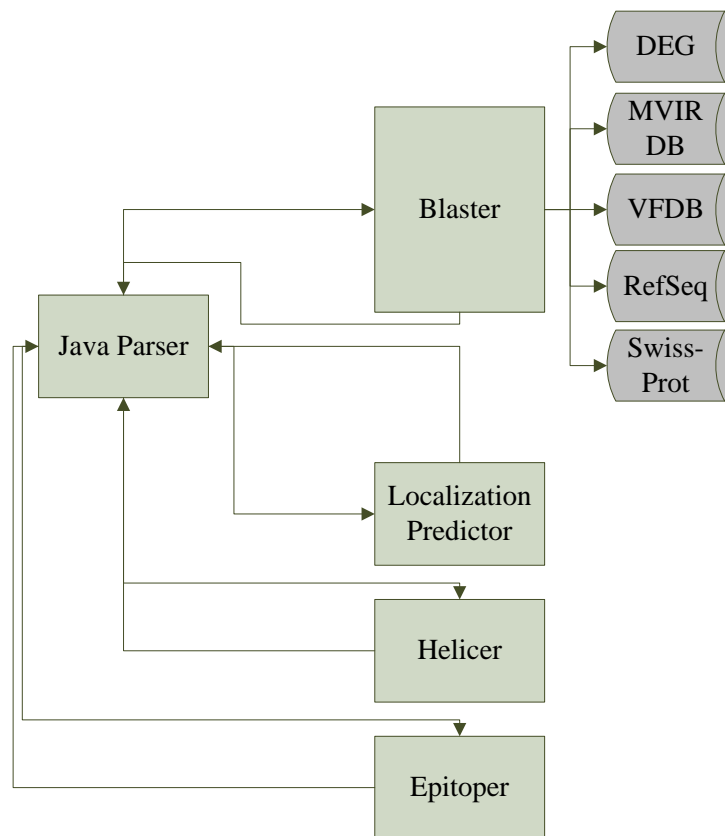 DEG
MVIR
DB
Blaster
VFDB
RefSeq
Java Parser
Swiss-
Prot
Localization
Predictor
Helicer
Epitoper